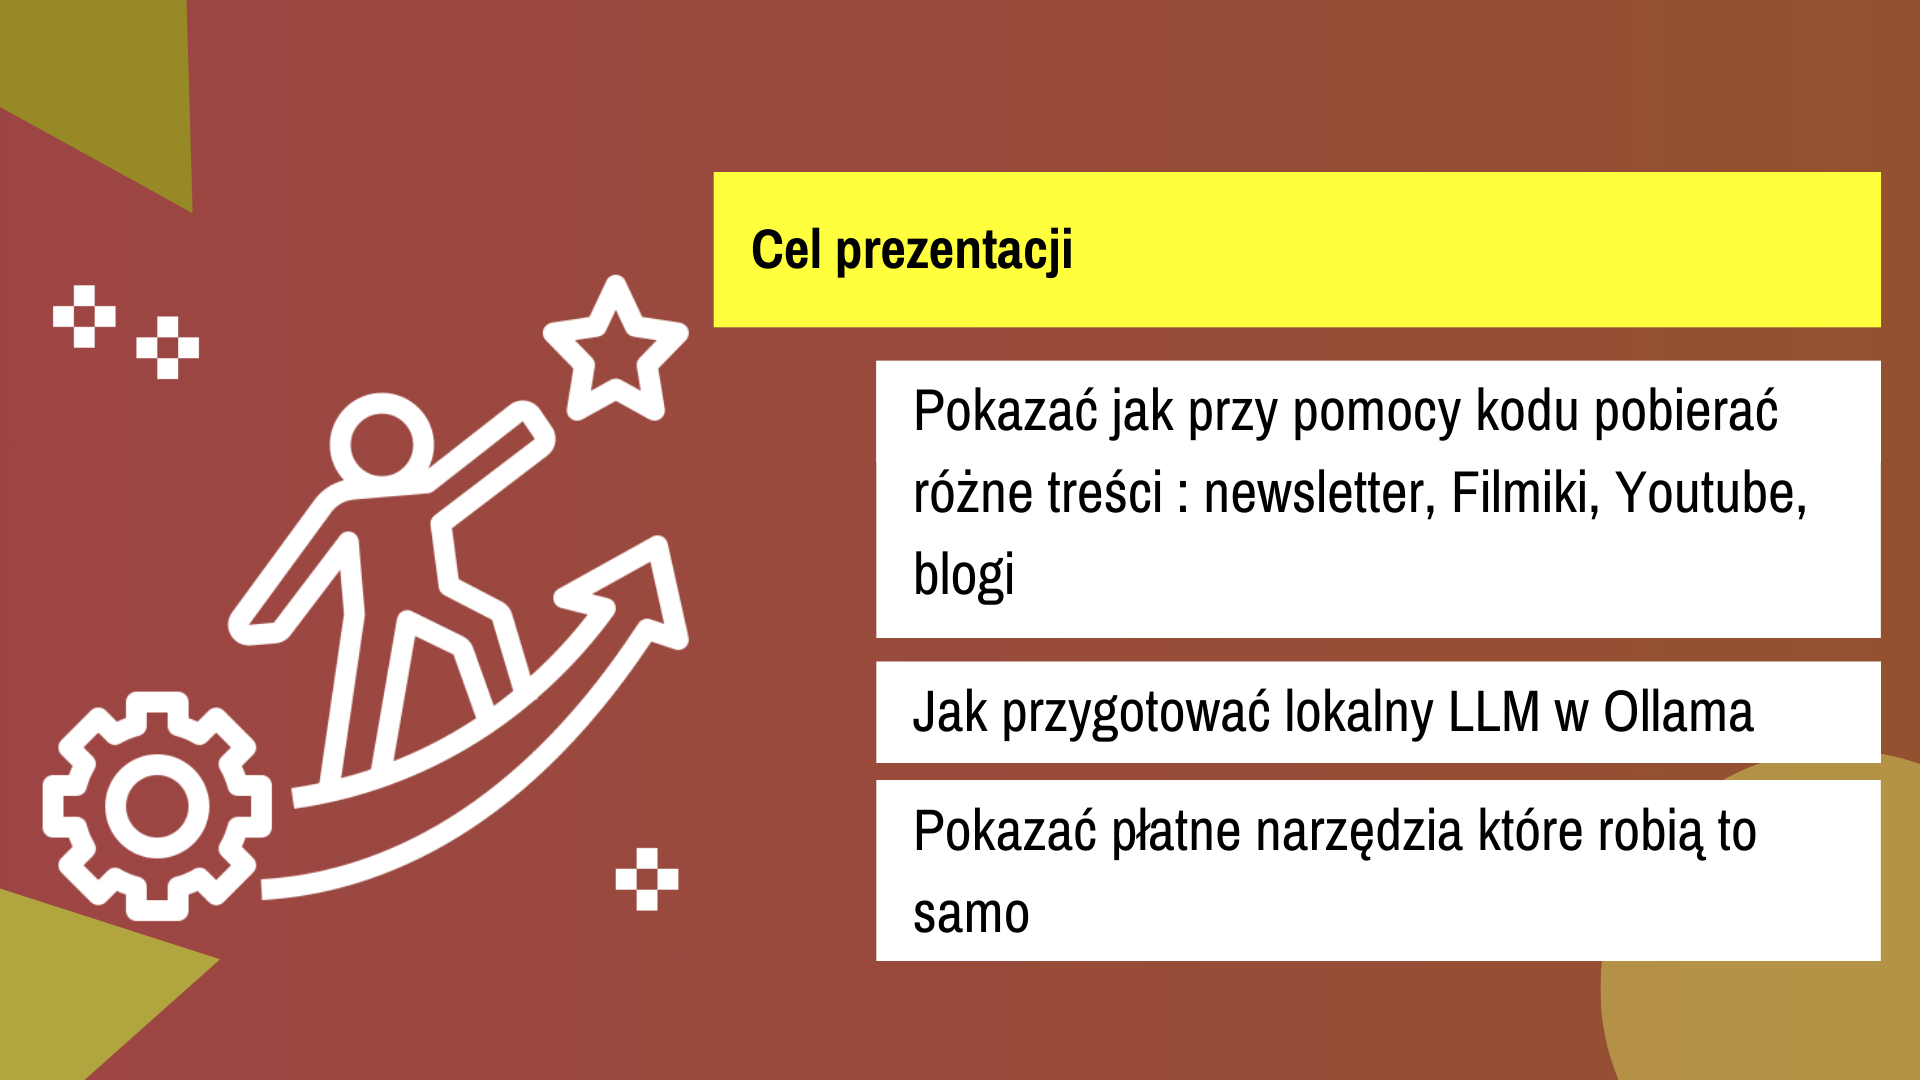 Cel prezentacji
Pokazać jak przy pomocy kodu pobierać
różne treści : newsletter, Filmiki, Youtube,
blogi
Jak przygotować lokalny LLM w Ollama
Pokazać płatne narzędzia które robią to
samo